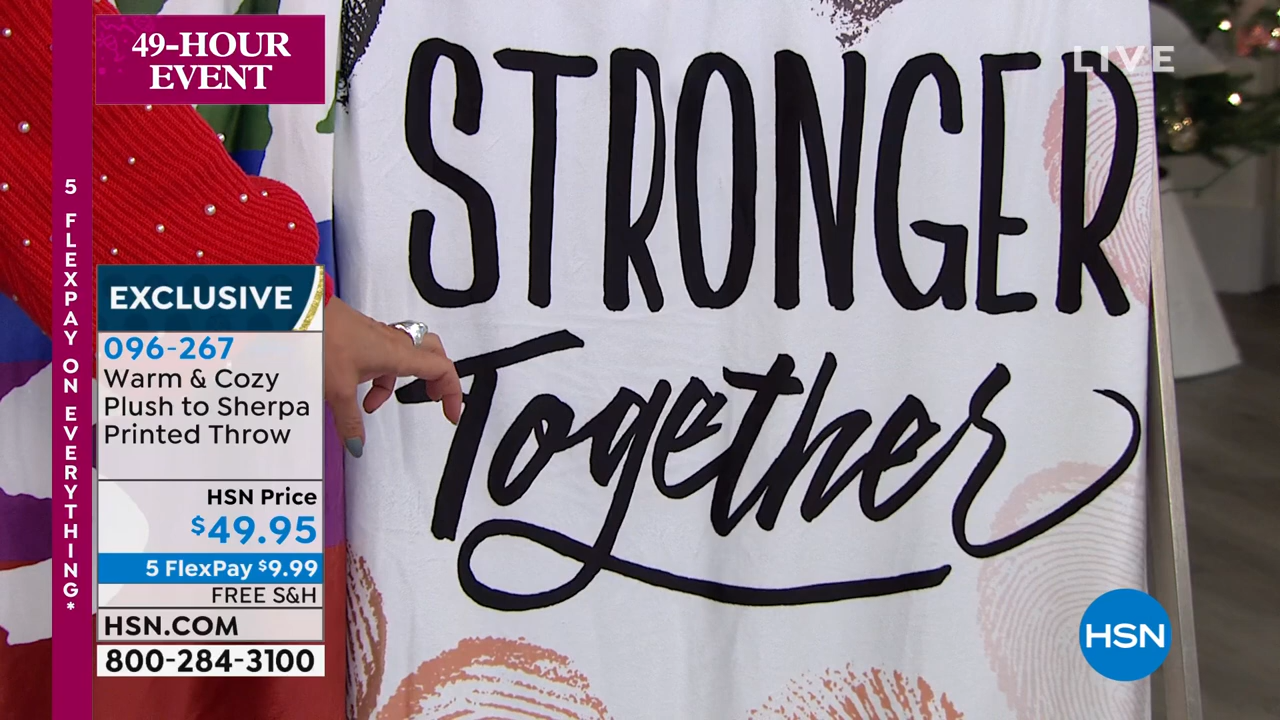 49-HOUR
EVENT
LIVE
STRONGER
Together
5 FLEXPAY ON EVERYTHING*
EXCLUSIVE
096-267
Warm & Cozy
Plush to Sherpa
Printed Throw
HSN Price
$49.95
5 FlexPay $9.99
FREE S&H
HSN.COM
800-284-3100
HSN